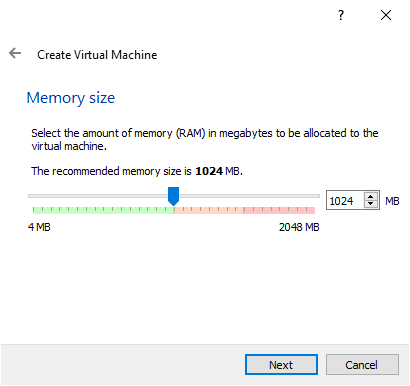 ?
Create Virtual Machine
Memory size
Select the amount of memory (RAM) in megabytes to be allocated to the
virtual machine.
The recommended memory size is 1024 MB.
1024 MB
4 MB 2048 MB
Next Cancel